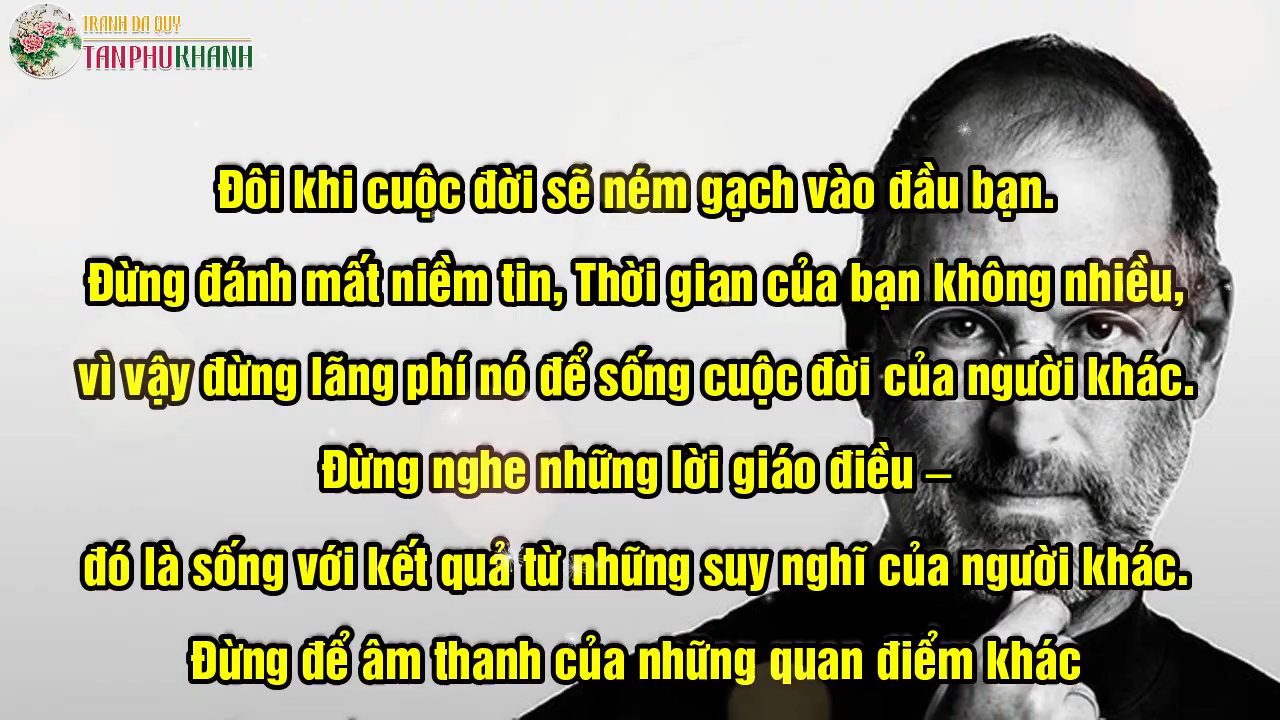 TRANH DA QUY
TANPHUKHANH
Đôi khi cuộc đời sẽ ném gạch vào đầu bạn.
Đừng đánh mất niềm tin, Thời gian của bạn không nhiều,
vì vậy đừng lãng phí nó để sống cuộc đời của người khác.
Đừng nghe những lời giáo điều –
đó là sống với kết quả từ những suy nghĩ của người khác.
Đừng để âm thanh của những quan điểm khác